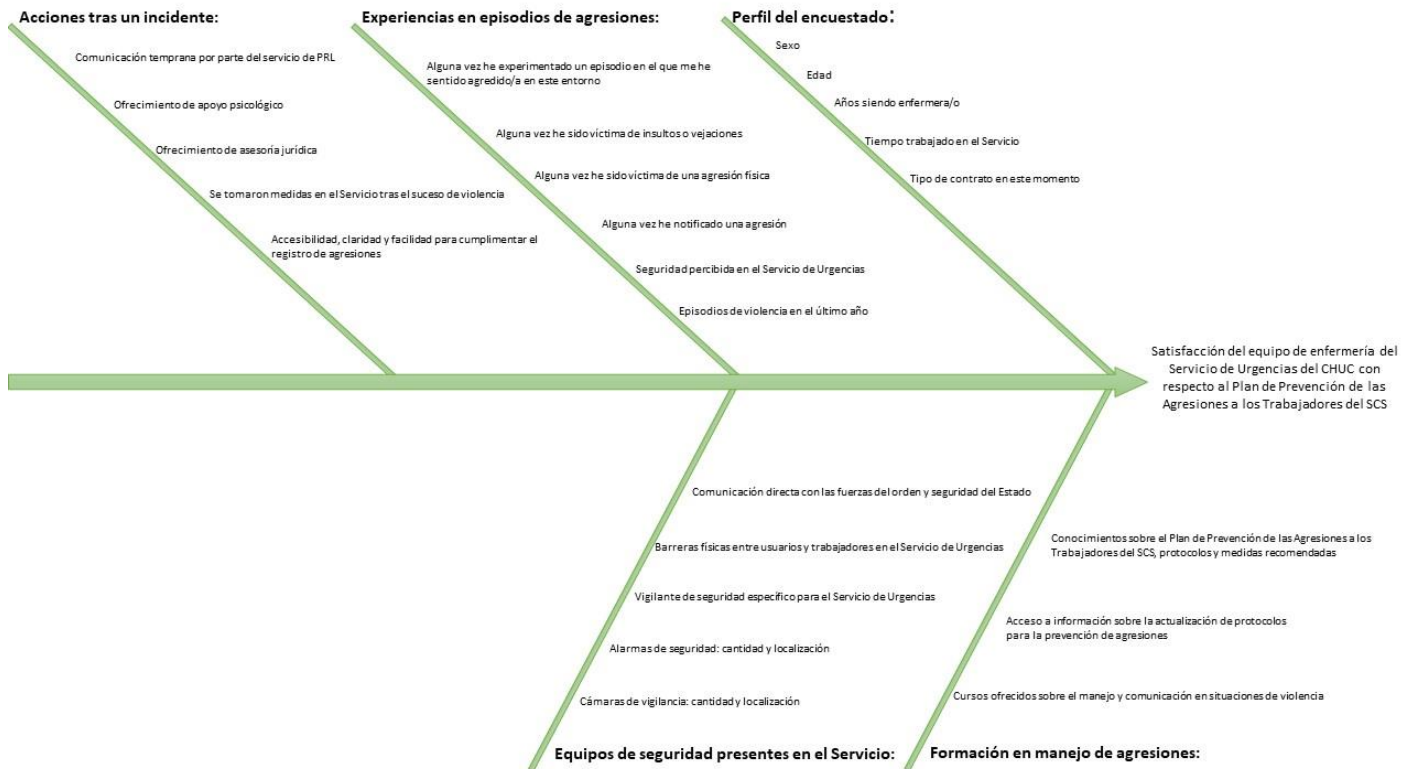 Acciones tras un incidente:
Comunicación temprana por parte del servicio de PRL
Ofrecimiento de apoyo psicológico
Ofrecimiento de asesoría jurídica
Se tomaron medidas en el Servicio tras el suceso de violencia
Accesibilidad, claridad y facilidad para cumplimentar el
registro de agresiones
Experiencias en episodios de agresiones:
Alguna vez he experimentado un episodio en el que me he
sentido agredido/a en este entorno
Alguna vez he sido víctima de insultos o vejaciones
Alguna vez he sido víctima de una agresión física
Alguna vez he notificado una agresión
Seguridad percibida en el Servicio de Urgencias
Episodios de violencia en el último año
Perfil del encuestado:
Sexo
Edad
Años siendo enfermera/o
Tiempo trabajado en el Servicio
Tipo de contrato en este momento
Satisfacción del equipo de enfermería del
Servicio de Urgencias del CHUC con
respecto al Plan de Prevención de las
Agresiones a los Trabajadores del SCS
Comunicación directa con las fuerzas del orden y seguridad del Estado
Barreras físicas entre usuarios y trabajadores en el Servicio de Urgencias
Vigilante de seguridad específico para el Servicio de Urgencias
Alarmas de seguridad: cantidad y localización
Cámaras de vigilancia: cantidad y localización
Equipos de seguridad presentes en el Servicio:
Conocimientos sobre el Plan de Prevención de las Agresiones a los
Trabajadores del SCS, protocolos y medidas recomendadas
Acceso a información sobre la actualización de protocolos
para la prevención de agresiones
Cursos ofrecidos sobre el manejo y comunicación en situaciones de violencia
Formación en manejo de agresiones: